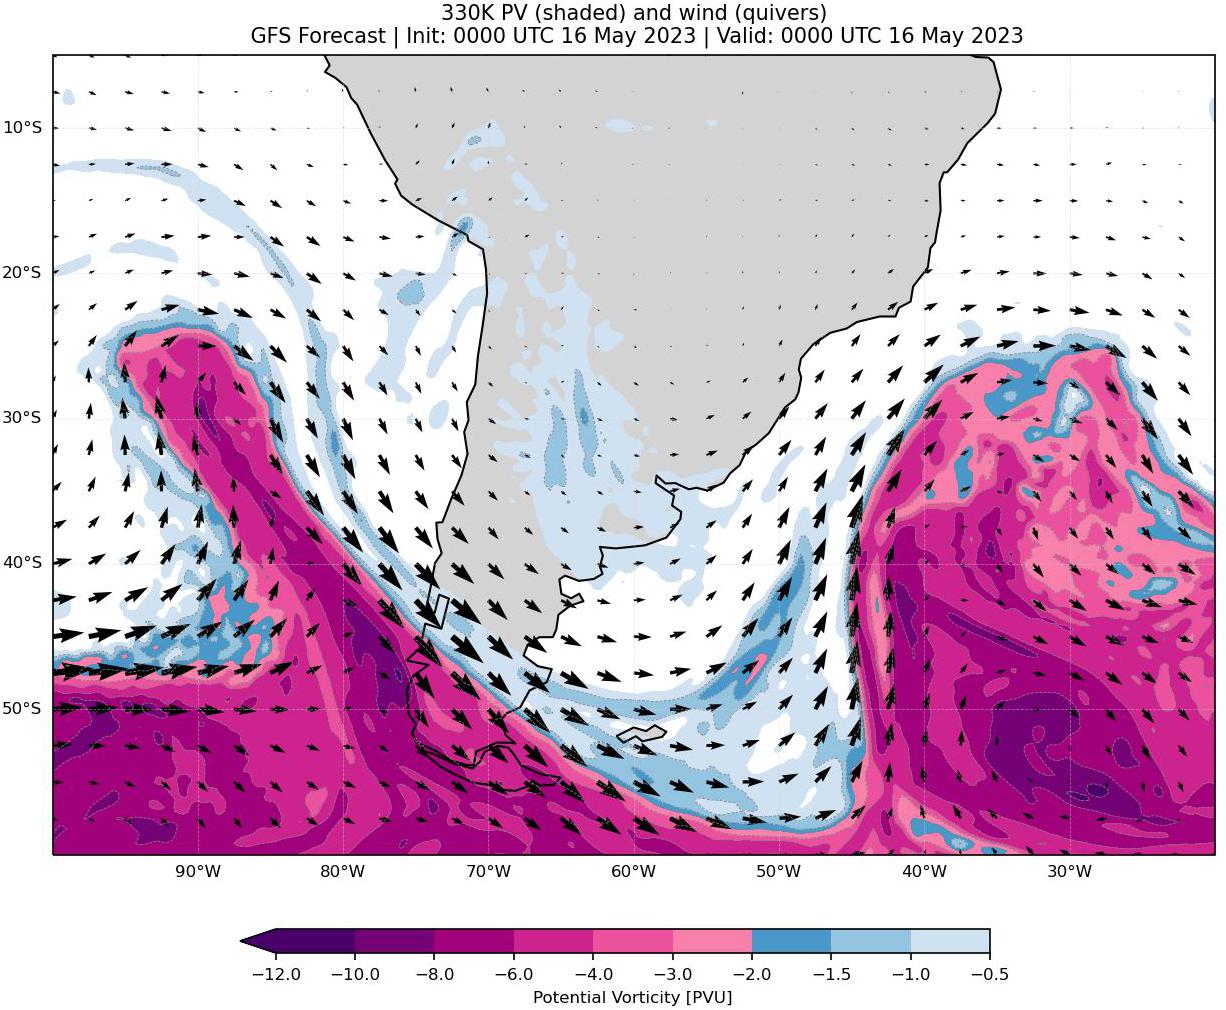 330K PV (shaded) and wind (quivers)
GFS Forecast | Init: 0000 UTC 16 May 2023 | Valid: 0000 UTC 16 May 2023
10°S
20°S
30°S
40°S
50°S
90°W 80°W 70°W 60°W 50°W 40°W 30°W
−12.0 −10.0 −8.0 −6.0 −4.0 −3.0 −2.0 −1.5 −1.0 −0.5
Potential Vorticity [PVU]